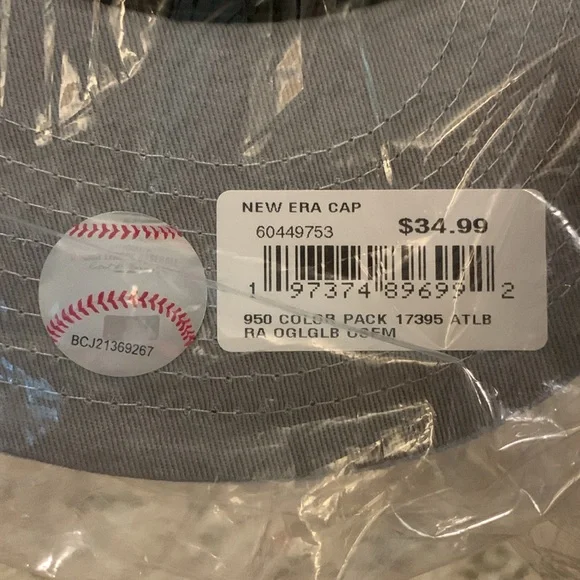 NEW ERA CAP
60449753
$34.99
1 97374 89699 2
950 COLOR PACK 17395 ATLB
RA OGLGLB OSFM
BCJ21369267